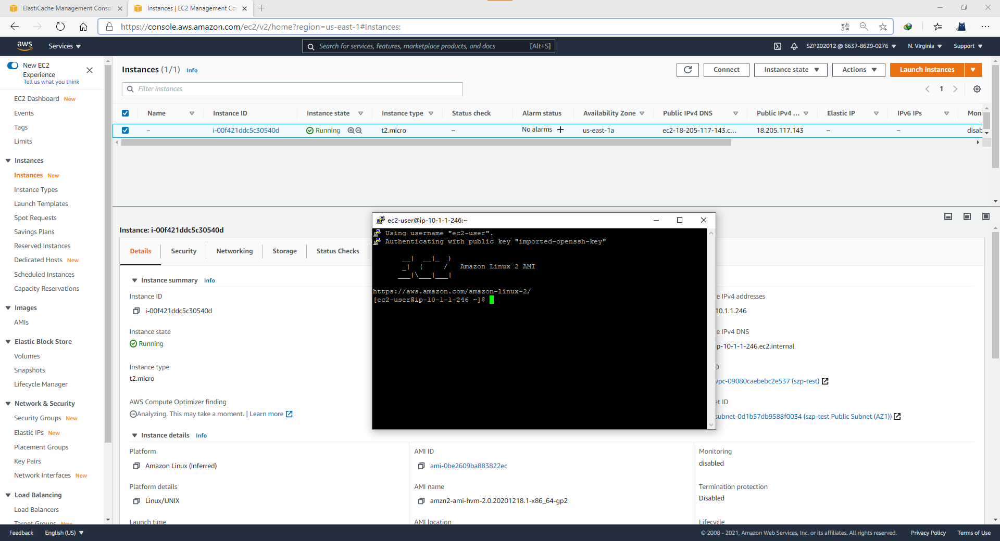 ElastiCache Management Conso
Instances | EC2 Management Co
https://console.aws.amazon.com/ec2/v2/home?region=us-east-1#Instances:
aws
Services
Search for services, features, marketplace products, and docs
[Alt+S]
SZP202012 @ 6637-8629-0276
N. Virginia
Support
New EC2
Experience
Tell us what you think
EC2 Dashboard New
Events
Tags
Limits
Instances
Instances New
Instance Types
Launch Templates
Spot Requests
Savings Plans
Reserved Instances
Dedicated Hosts New
Scheduled Instances
Capacity Reservations
Images
AMIs
Elastic Block Store
Volumes
Snapshots
Lifecycle Manager
Network & Security
Security Groups New
Elastic IPs New
Placement Groups
Key Pairs
Network Interfaces New
Load Balancing
Load Balancers
Target Groups New
Instances (1/1) Info
Connect
Instance state
Actions
Launch instances
Filter instances
1
Name Instance ID Instance state Instance type Status check Alarm status Availability Zone Public IPv4 DNS Public IPv4 ... Elastic IP IPv6 IPs Moni
– i-00f421ddc5c30540d Running t2.micro – No alarms + us-east-1a ec2-18-205-117-143.c... 18.205.117.143 – – disab
Instance: i-00f421ddc5c30540d
Details Security Networking Storage Status Checks
Instance summary Info
Instance ID
i-00f421ddc5c30540d
Instance state
Running
Instance type
t2.micro
AWS Compute Optimizer finding
Analyzing. This may take a moment. | Learn more
ec2-user@ip-10-1-1-246:~
Using username "ec2-user".
Authenticating with public key "imported-openssh-key"
__|  __|_  )
_|  (     /   Amazon Linux 2 AMI
___|\___|___|
https://aws.amazon.com/amazon-linux-2/
[ec2-user@ip-10-1-1-246 ~]$
e IPv4 addresses
10.1.1.246
e IPv4 DNS
ip-10-1-1-246.ec2.internal
D
vpc-09080caebebc2e537 (szp-test)
et ID
subnet-0d1b57db9588f0034 (szp-test Public Subnet (AZ1))
Instance details Info
Platform
Amazon Linux (Inferred)
AMI ID
ami-0be2609ba883822ec
Monitoring
disabled
Platform details
Linux/UNIX
AMI name
amzn2-ami-hvm-2.0.20201218.1-x86_64-gp2
Termination protection
Disabled
Launch time
AMI location
Lifecycle
Feedback
English (US)
© 2008 - 2021, Amazon Web Services, Inc. or its affiliates. All rights reserved.
Privacy Policy
Terms of Use